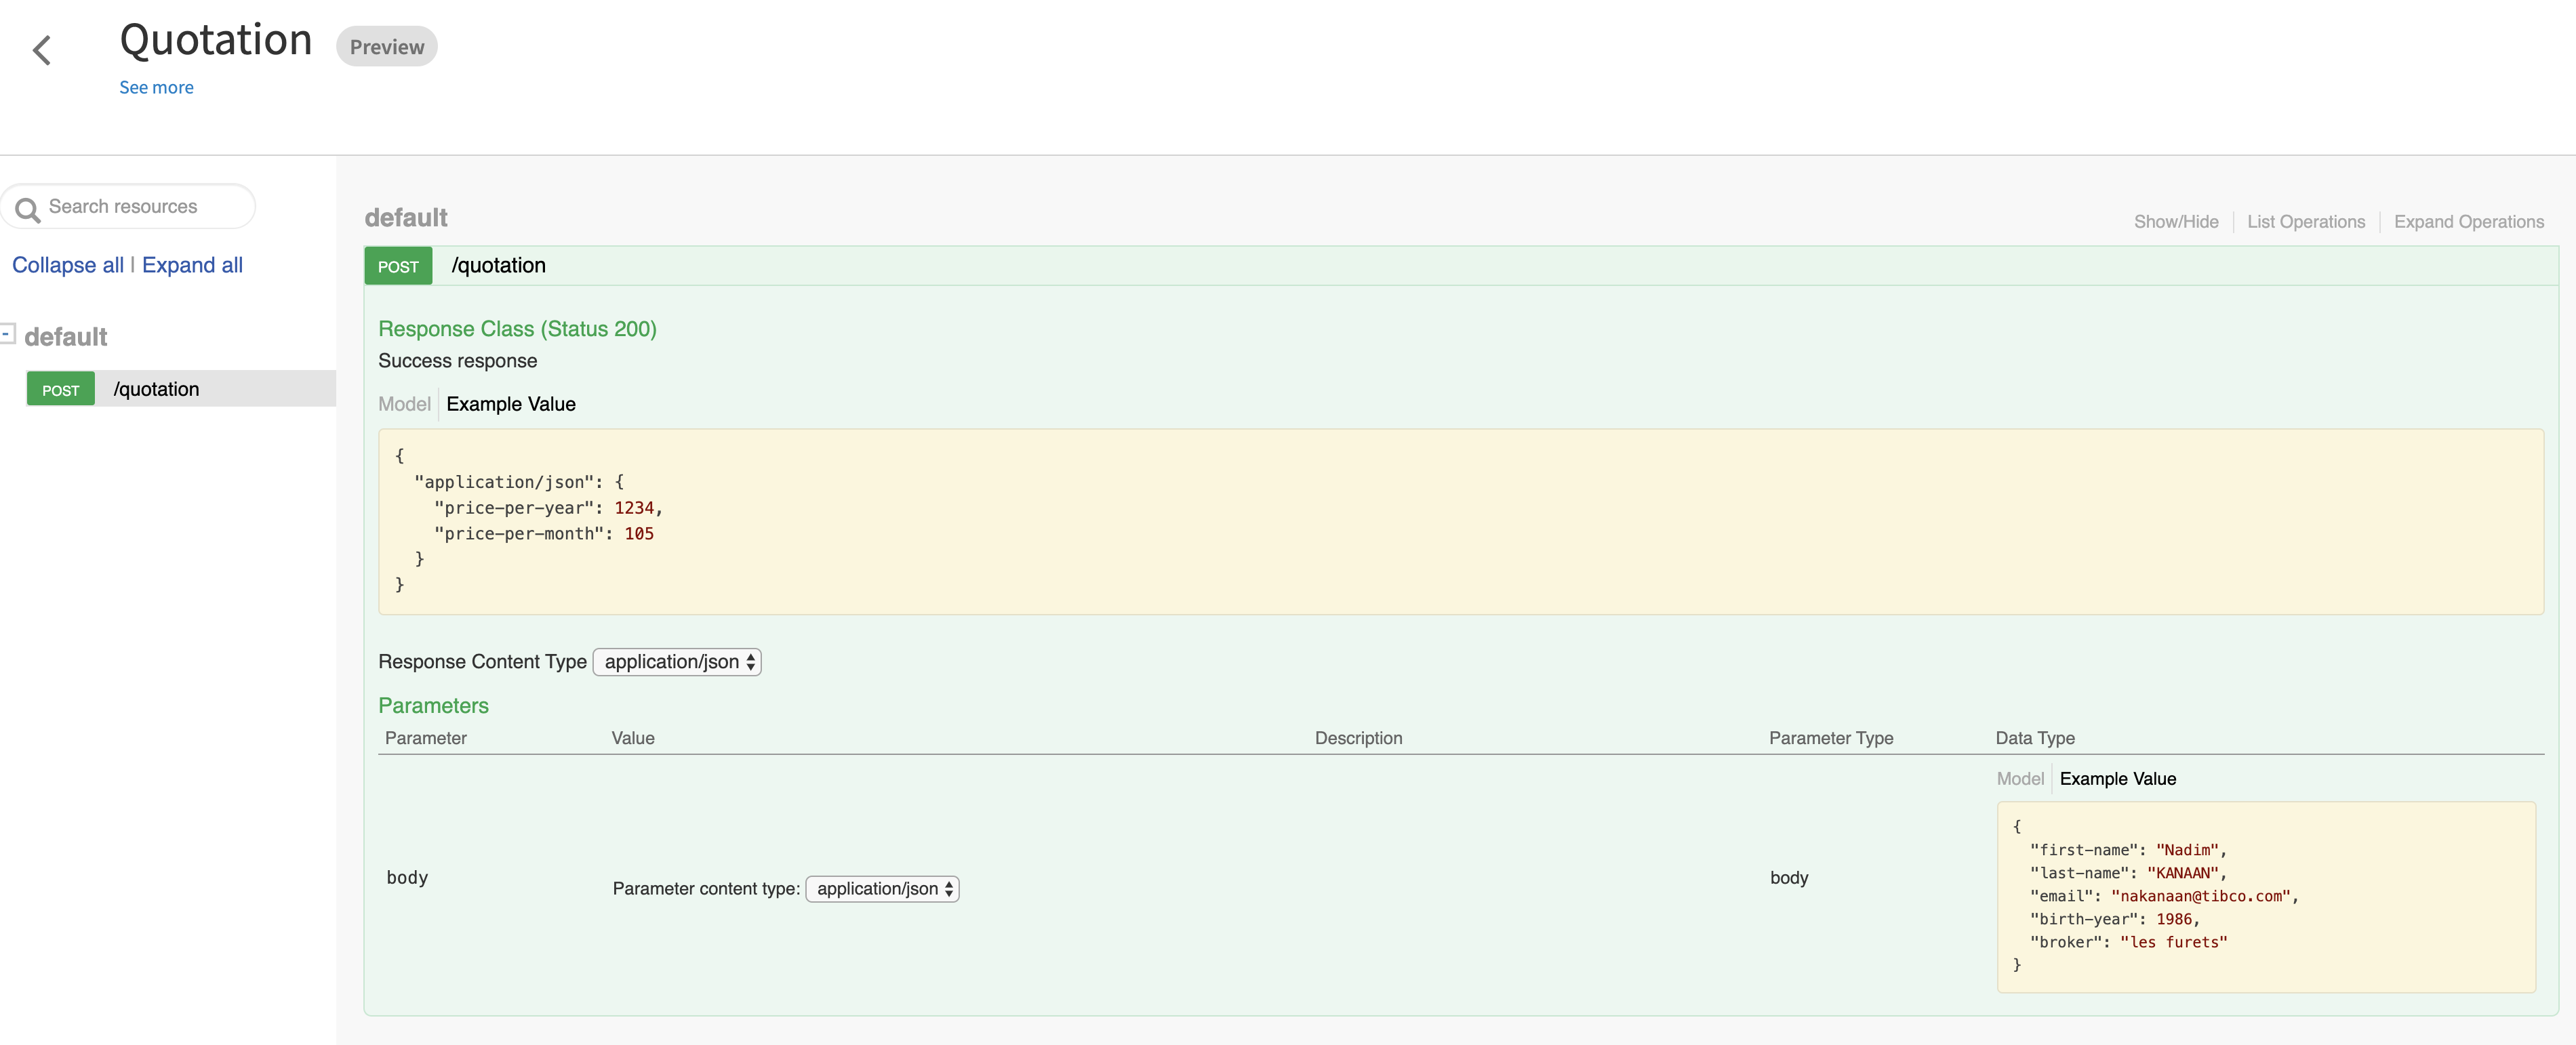 Quotation Preview
See more
Search resources
Collapse all | Expand all
- default
POST /quotation
default
Show/Hide List Operations Expand Operations
POST /quotation
Response Class (Status 200)
Success response
Model Example Value
{
"application/json": {
"price-per-year": 1234,
"price-per-month": 105
}
}
Response Content Type application/json
Parameters
Parameter Value Description Parameter Type Data Type
body Parameter content type: application/json body
Model Example Value
{
"first-name": "Nadim",
"last-name": "KANAAN",
"email": "nakanaan@tibco.com",
"birth-year": 1986,
"broker": "les furets"
}